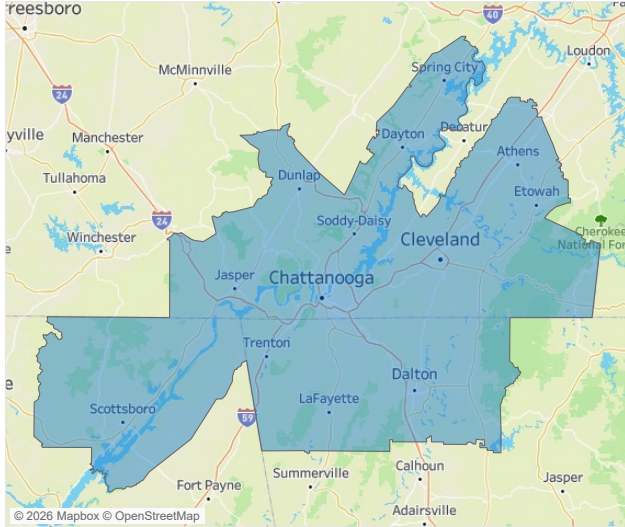 reesboro
40
Loudon
McMinnville
Spring City
24
yville
Manchester
Dayton
Decatur
Athens
Tullahoma
Dunlap
Etowah
24
Soddy-Daisy
Winchester
Cleveland
Cheroke
National For
Jasper
Chattanooga
Trenton
Dalton
e
LaFayette
Scottsboro
59
Calhoun
Summerville
Fort Payne
Jasper
Adairsville
© 2026 Mapbox © OpenStreetMap